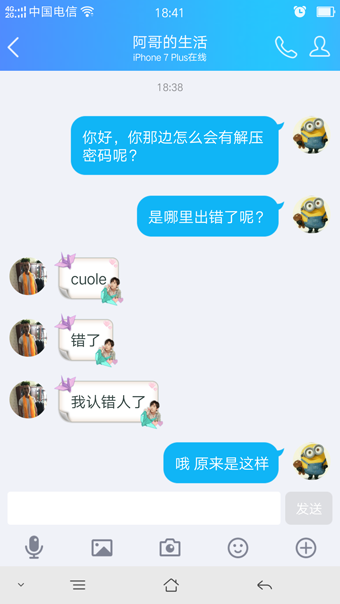 4G 2G 中国电信 18:41
阿哥的生活
iPhone 7 Plus在线
18:38
你好，你那边怎么会有解压
密码呢？
是哪里出错了呢？
cuole
错了
我认错人了
哦 原来是这样
发送